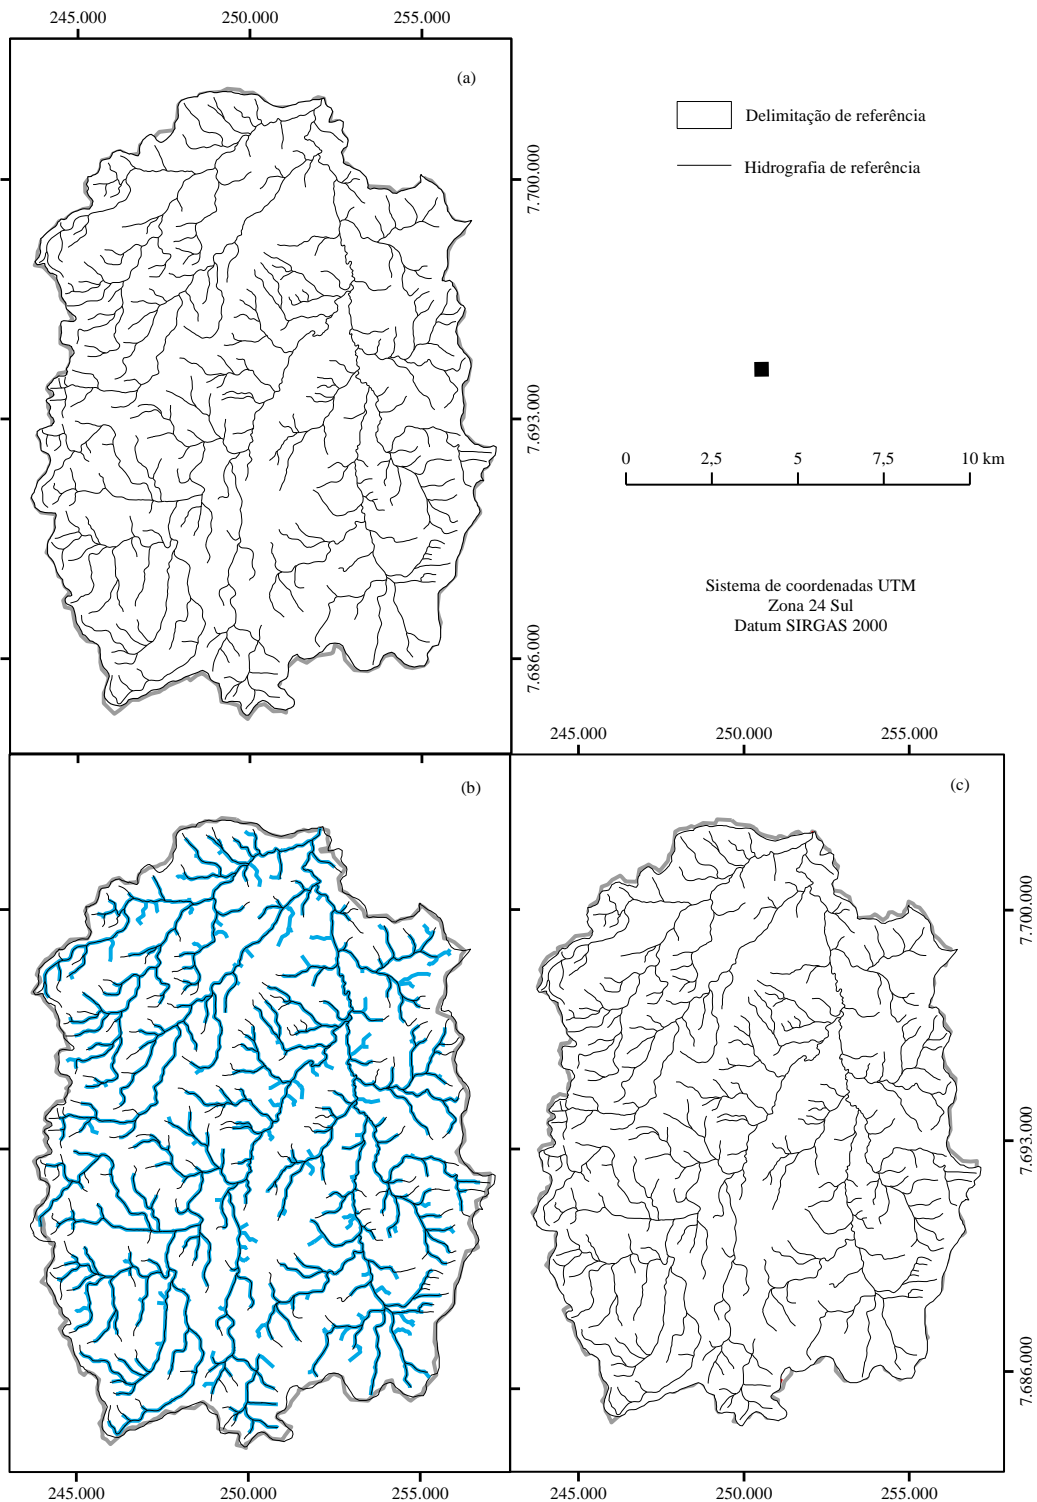 245.000 250.000 255.000
(a)
Delimitação de referência
Hidrografia de referência
7.700.000
7.693.000
7.686.000
0 2,5 5 7,5 10 km
Sistema de coordenadas UTM
Zona 24 Sul
Datum SIRGAS 2000
245.000 250.000 255.000
(b)
(c)
7.700.000
7.693.000
7.686.000
245.000 250.000 255.000
245.000 250.000 255.000